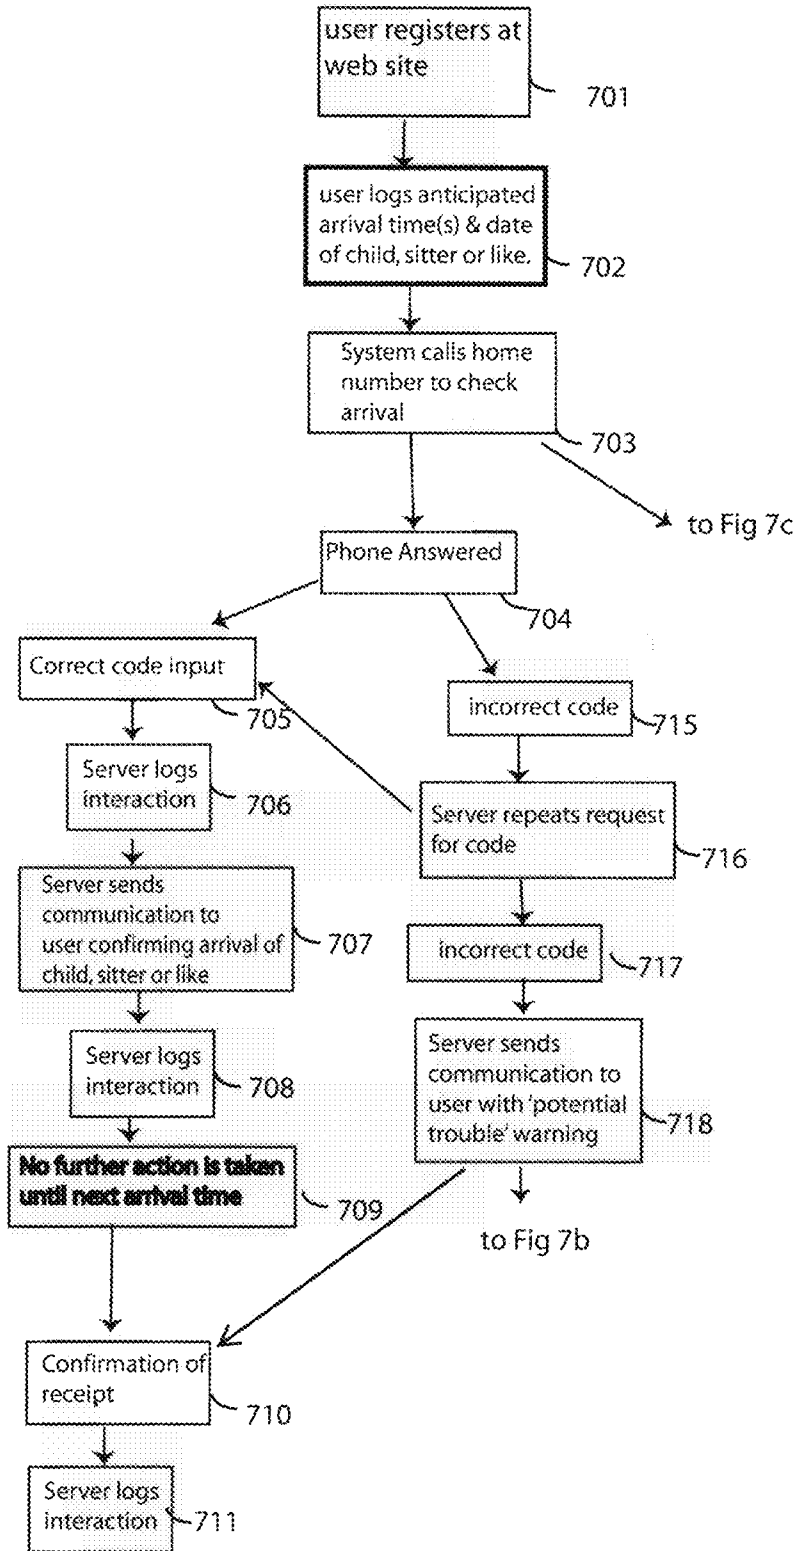 user registers at
web site
701
user logs anticipated
arrival time(s) & date
of child, sitter or like.
702
System calls home
number to check
arrival
703
to Fig 7c
Phone Answered
704
Correct code input
705
incorrect code
715
Server logs
interaction
706
Server repeats request
for code
716
Server sends
communication to
user confirming arrival of
child, sitter or like
707
incorrect code
717
Server logs
interaction
708
Server sends
communication to
user with 'potential
trouble' warning
718
No further action is taken
until next arrival time
709
to Fig 7b
Confirmation of
receipt
710
Server logs
interaction
711